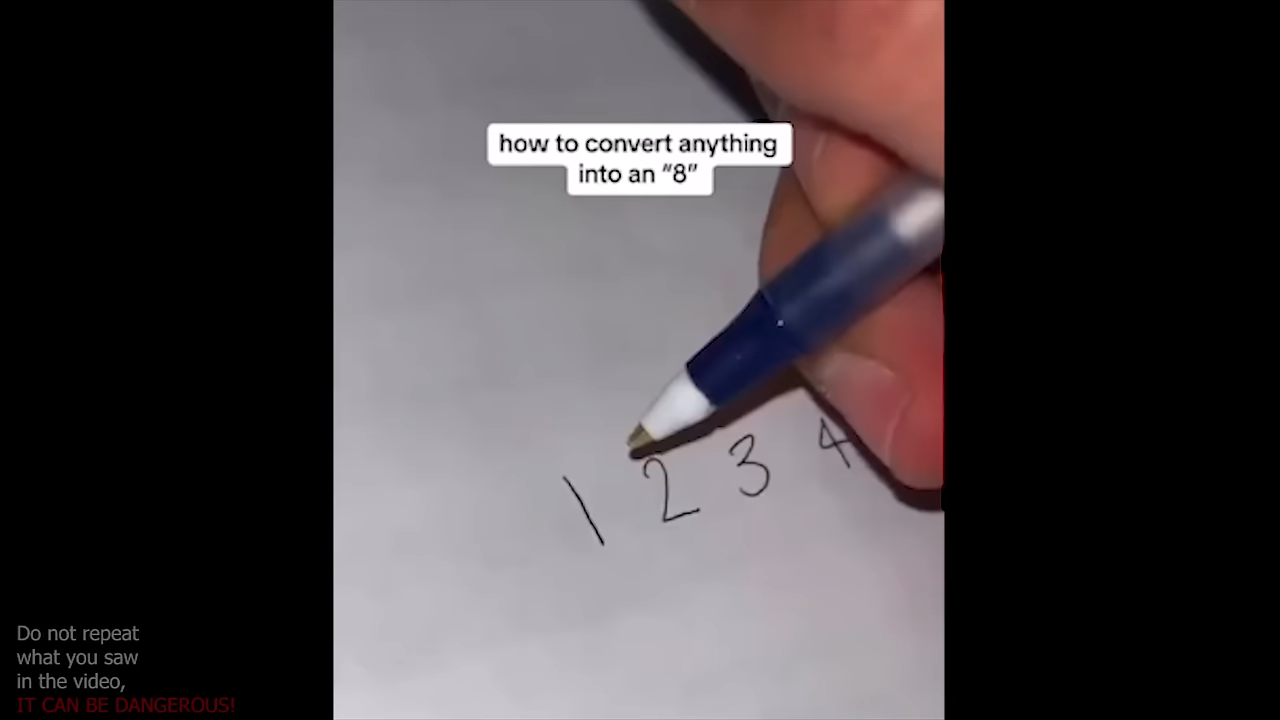 how to convert anything
into an “8”
1 2 3 4
Do not repeat
what you saw
in the video,
IT CAN BE DANGEROUS!